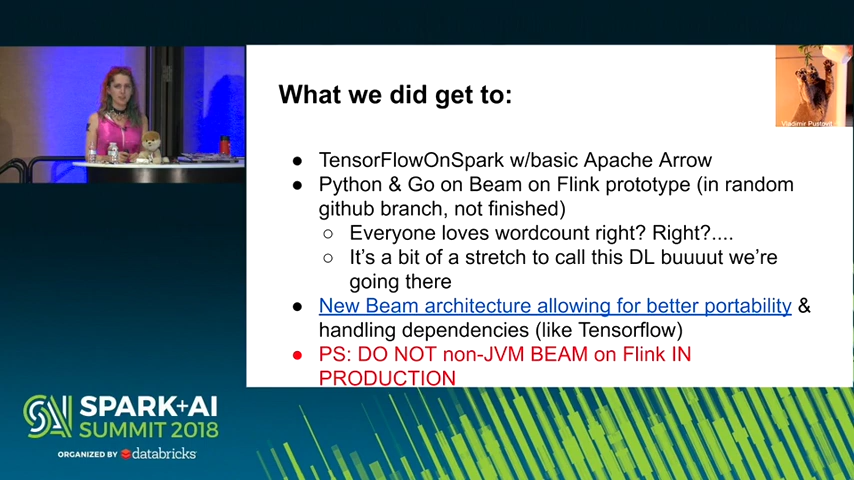 What we did get to:
Vladimir Pustovit
● TensorFlowOnSpark w/basic Apache Arrow
● Python & Go on Beam on Flink prototype (in random
github branch, not finished)
○ Everyone loves wordcount right? Right?....
○ It's a bit of a stretch to call this DL buuuut we're
going there
● New Beam architecture allowing for better portability &
handling dependencies (like Tensorflow)
● PS: DO NOT non-JVM BEAM on Flink IN
PRODUCTION
SPARK+AI
SUMMIT 2018
ORGANIZED BY databricks